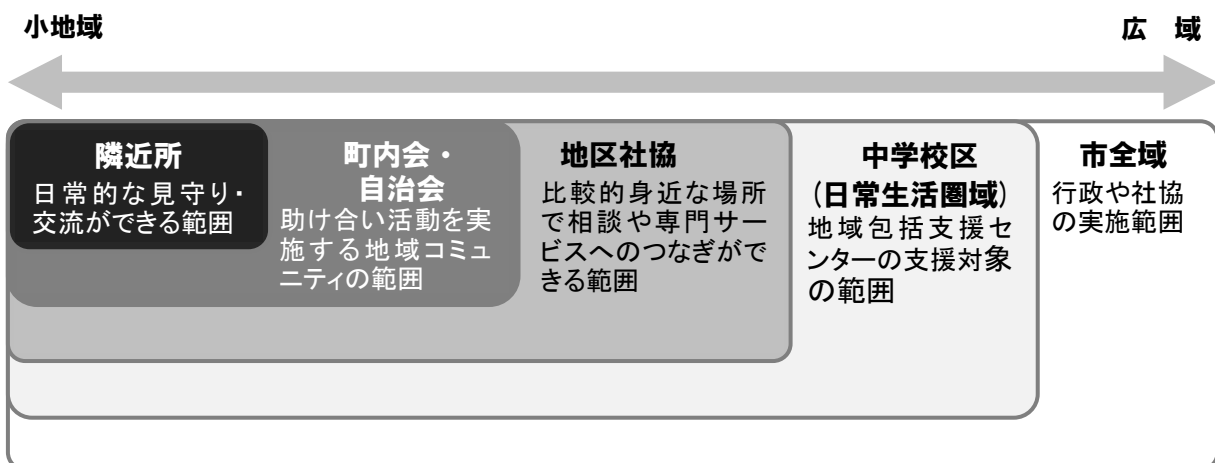 小地域
広　域
隣近所
日常的な見守り・
交流ができる範囲
町内会・
自治会
助け合い活動を実
施する地域コミュ
ニティの範囲
地区社協
比較的身近な場所
で相談や専門サー
ビスへのつなぎがで
きる範囲
中学校区
（日常生活圏域）
地域包括支援セ
ンターの支援対象
の範囲
市全域
行政や社協
の実施範囲